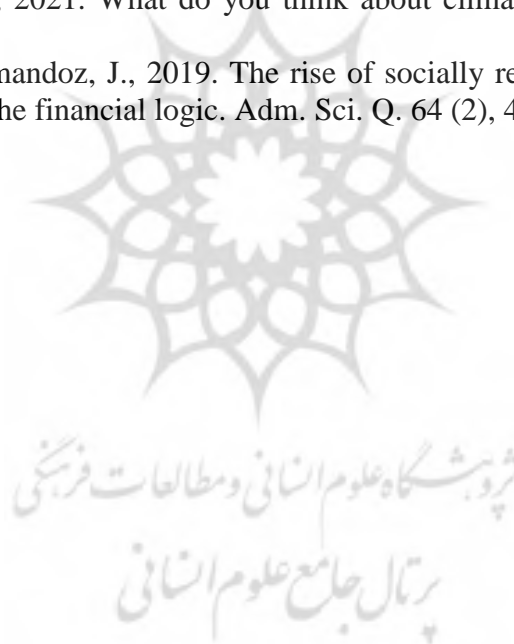 , 2021. What do you think about clima
mandoz, J., 2019. The rise of socially re
he financial logic. Adm. Sci. Q. 64 (2), 4
پژوهشگاه علوم انسانی و مطالعات فرهنگی
پرتال جامع علوم انسانی